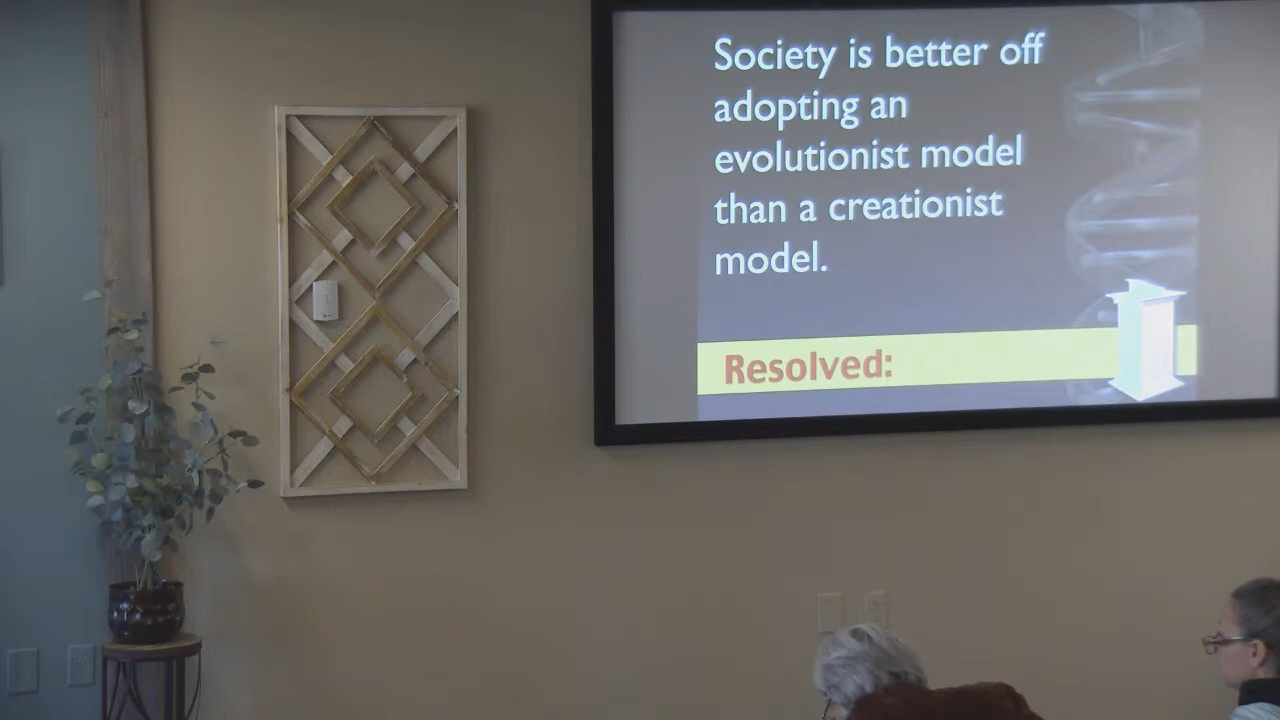 Society is better off
adopting an
evolutionist model
than a creationist
model.
Resolved: